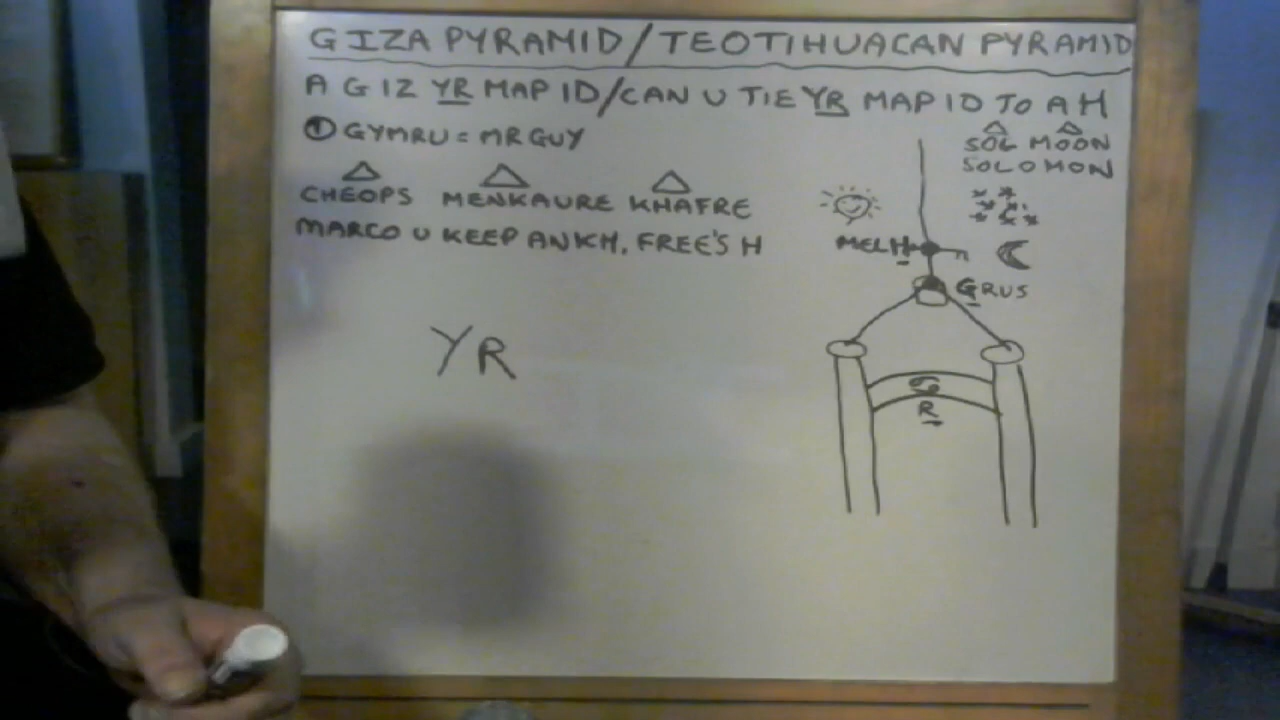 GIZA PYRAMID/TEOTIHUACAN PYRAMID
A GIZ YR MAP ID/CAN U TIE YR MAP ID TO A H
① GYMRU = MR GUY
SOL MOON
SOLOMON
CHEOPS MENKAURE KHAFRE
MARCO U KEEP ANKH. FREE'S H
MELH
GRUS
YR
R